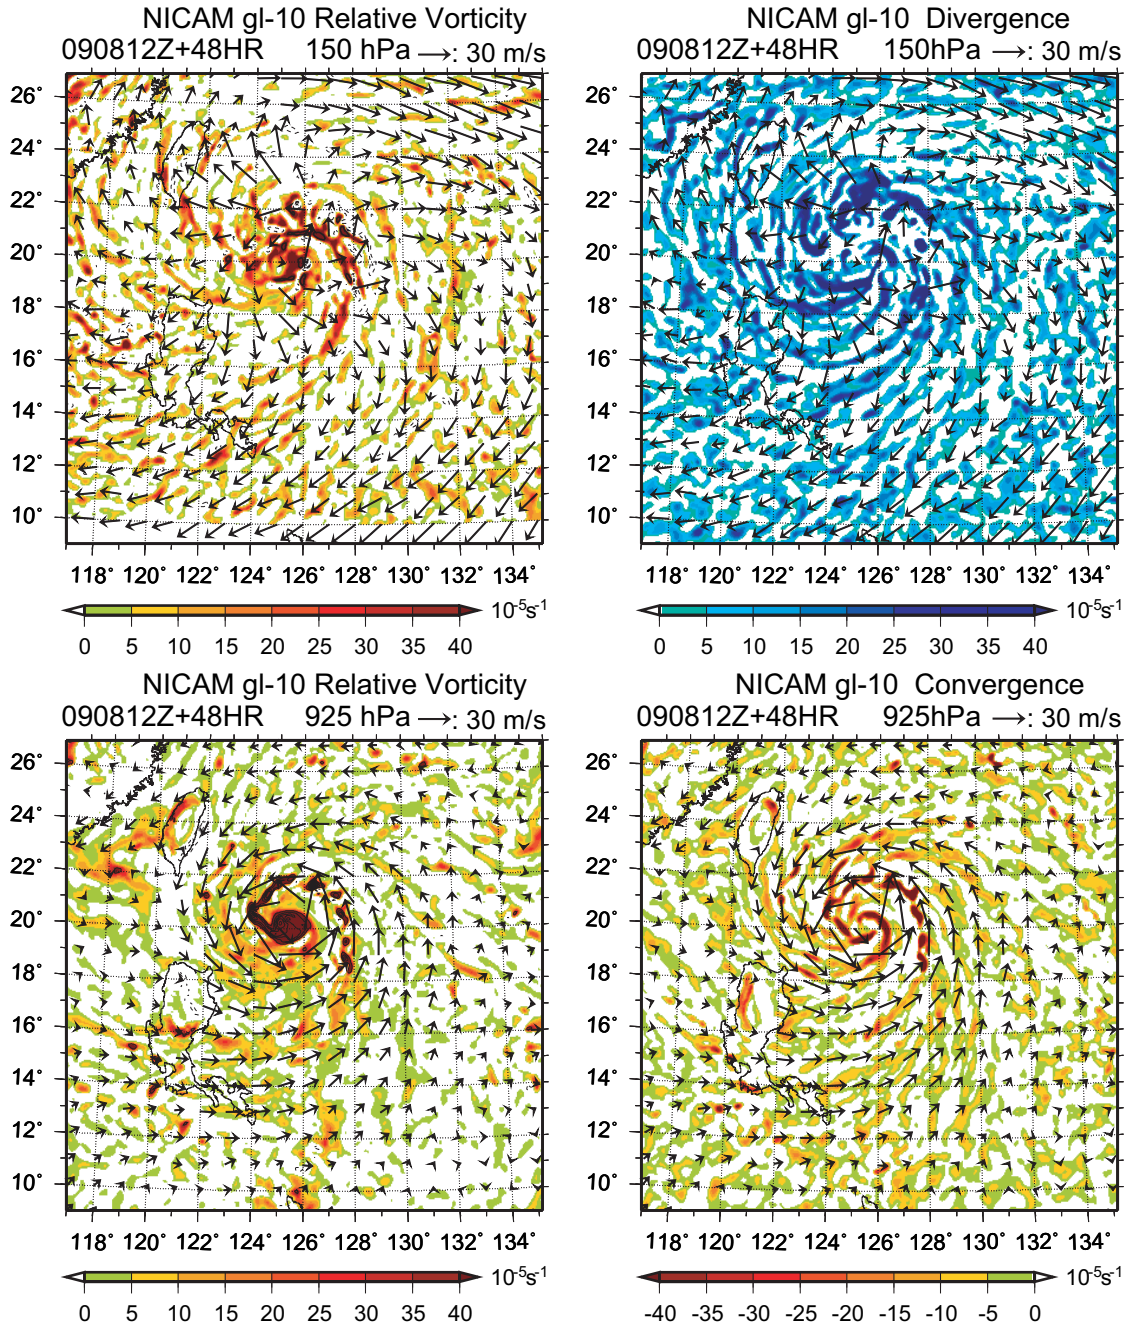 NICAM gl-10 Relative Vorticity
090812Z+48HR 150 hPa →: 30 m/s
26°
24°
22°
20°
18°
16°
14°
12°
10°
118° 120° 122° 124° 126° 128° 130° 132° 134°
0 5 10 15 20 25 30 35 40 10⁻⁵s⁻¹
NICAM gl-10 Divergence
090812Z+48HR 150hPa →: 30 m/s
26°
24°
22°
20°
18°
16°
14°
12°
10°
118° 120° 122° 124° 126° 128° 130° 132° 134°
0 5 10 15 20 25 30 35 40 10⁻⁵s⁻¹
NICAM gl-10 Relative Vorticity
090812Z+48HR 925 hPa →: 30 m/s
26°
24°
22°
20°
18°
16°
14°
12°
10°
118° 120° 122° 124° 126° 128° 130° 132° 134°
0 5 10 15 20 25 30 35 40 10⁻⁵s⁻¹
NICAM gl-10 Convergence
090812Z+48HR 925hPa →: 30 m/s
26°
24°
22°
20°
18°
16°
14°
12°
10°
118° 120° 122° 124° 126° 128° 130° 132° 134°
-40 -35 -30 -25 -20 -15 -10 -5 0 10⁻⁵s⁻¹